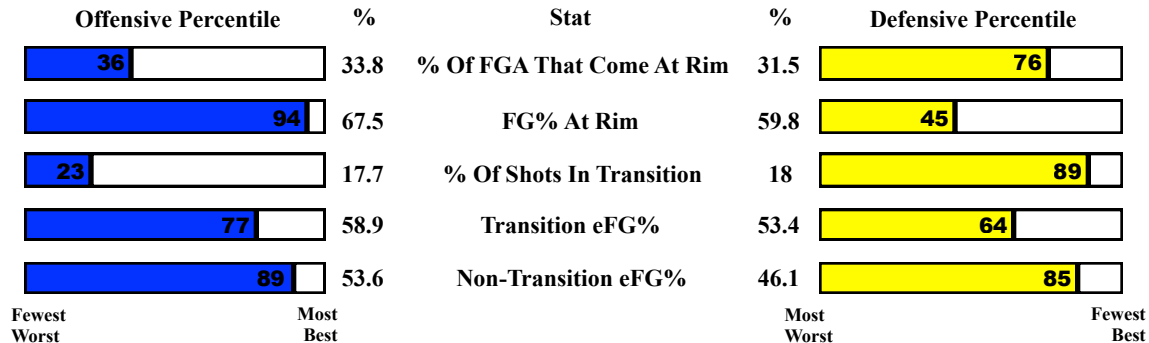 Offensive Percentile % Stat % Defensive Percentile
36 33.8 % Of FGA That Come At Rim 31.5 76
94 67.5 FG% At Rim 59.8 45
23 17.7 % Of Shots In Transition 18 89
77 58.9 Transition eFG% 53.4 64
89 53.6 Non-Transition eFG% 46.1 85
Fewest Most Most Fewest
Worst Best Worst Best